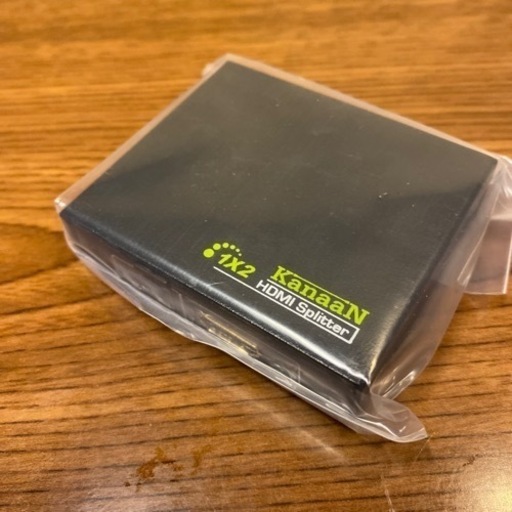 1X2 KanaaN
HDMI Splitter